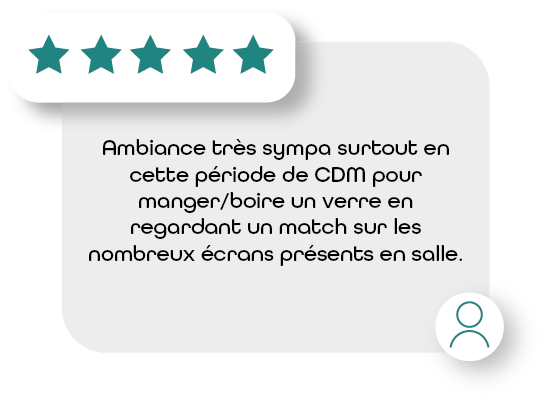 Ambiance très sympa surtout en
cette période de CDM pour
manger/boire un verre en
regardant un match sur les
nombreux écrans présents en salle.